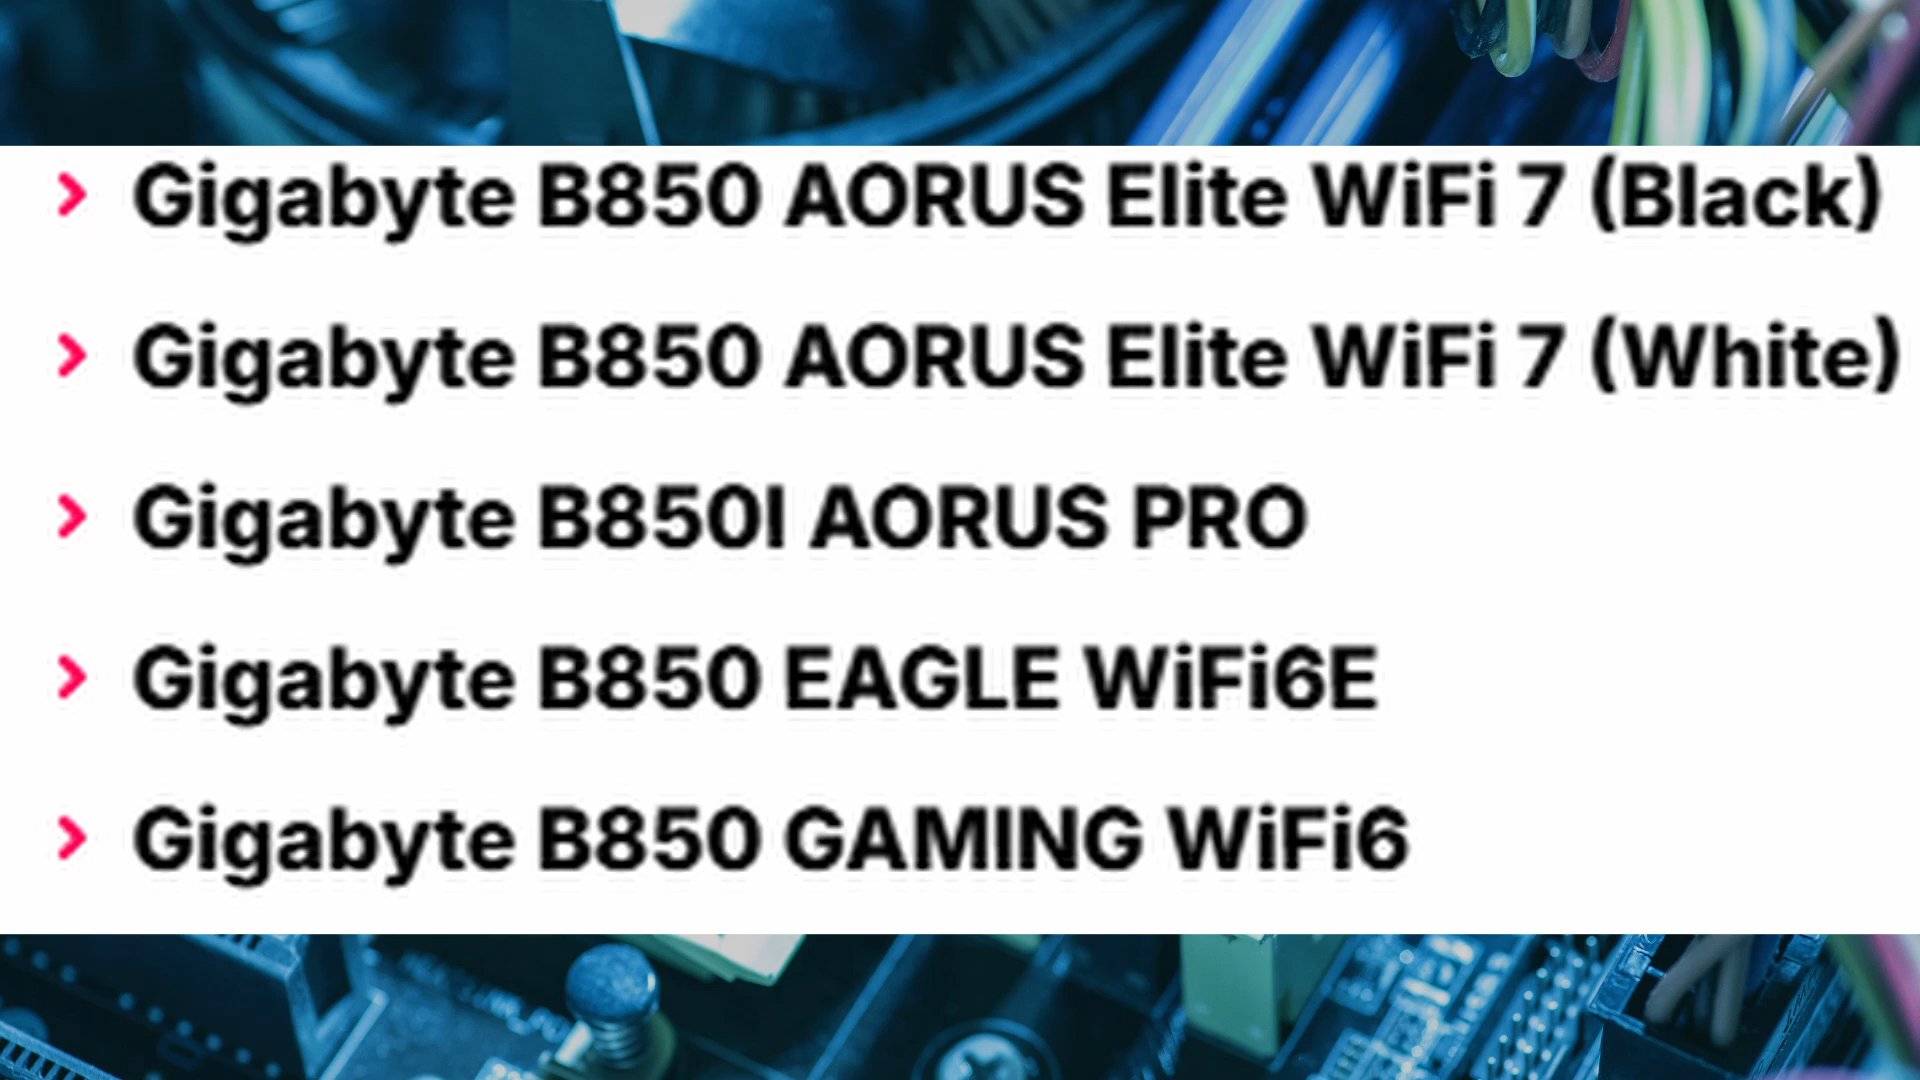 Gigabyte B850 AORUS Elite WiFi 7 (Black)
Gigabyte B850 AORUS Elite WiFi 7 (White)
Gigabyte B850I AORUS PRO
Gigabyte B850 EAGLE WiFi6E
Gigabyte B850 GAMING WiFi6